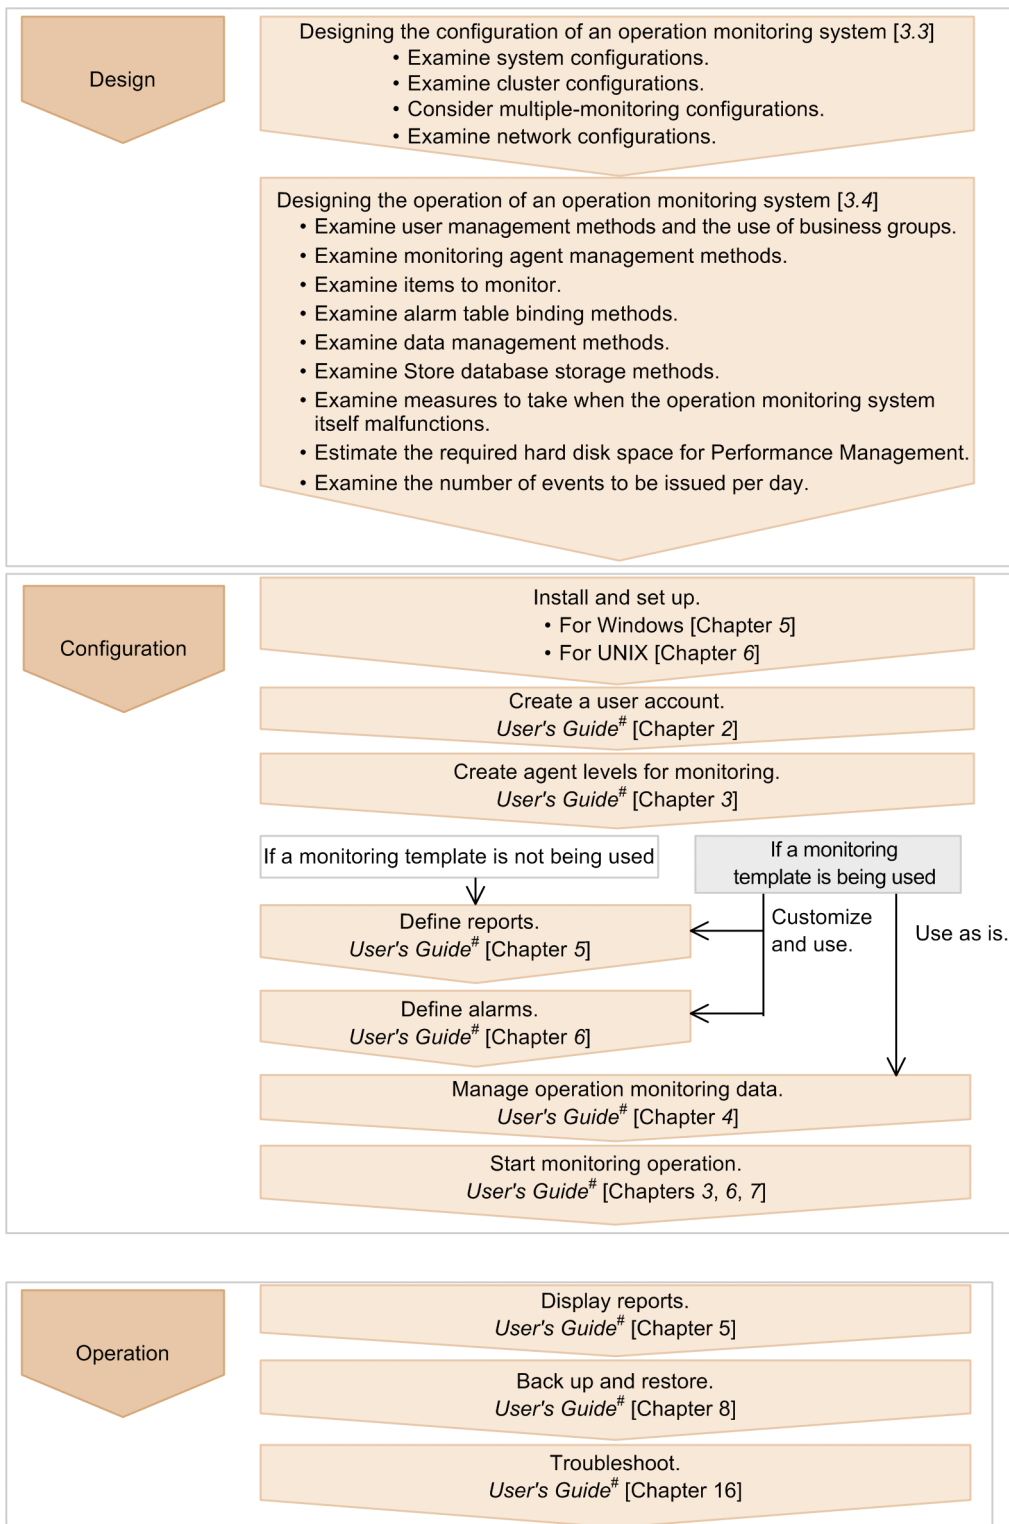 Design
Designing the configuration of an operation monitoring system [3.3]
• Examine system configurations.
• Examine cluster configurations.
• Consider multiple-monitoring configurations.
• Examine network configurations.
Designing the operation of an operation monitoring system [3.4]
• Examine user management methods and the use of business groups.
• Examine monitoring agent management methods.
• Examine items to monitor.
• Examine alarm table binding methods.
• Examine data management methods.
• Examine Store database storage methods.
• Examine measures to take when the operation monitoring system
itself malfunctions.
• Estimate the required hard disk space for Performance Management.
• Examine the number of events to be issued per day.
Configuration
Install and set up.
• For Windows [Chapter 5]
• For UNIX [Chapter 6]
Create a user account.
User's Guide# [Chapter 2]
Create agent levels for monitoring.
User's Guide# [Chapter 3]
If a monitoring template is not being used
If a monitoring
template is being used
Define reports.
User's Guide# [Chapter 5]
Customize
and use.
Use as is.
Define alarms.
User's Guide# [Chapter 6]
Manage operation monitoring data.
User's Guide# [Chapter 4]
Start monitoring operation.
User's Guide# [Chapters 3, 6, 7]
Operation
Display reports.
User's Guide# [Chapter 5]
Back up and restore.
User's Guide# [Chapter 8]
Troubleshoot.
User's Guide# [Chapter 16]